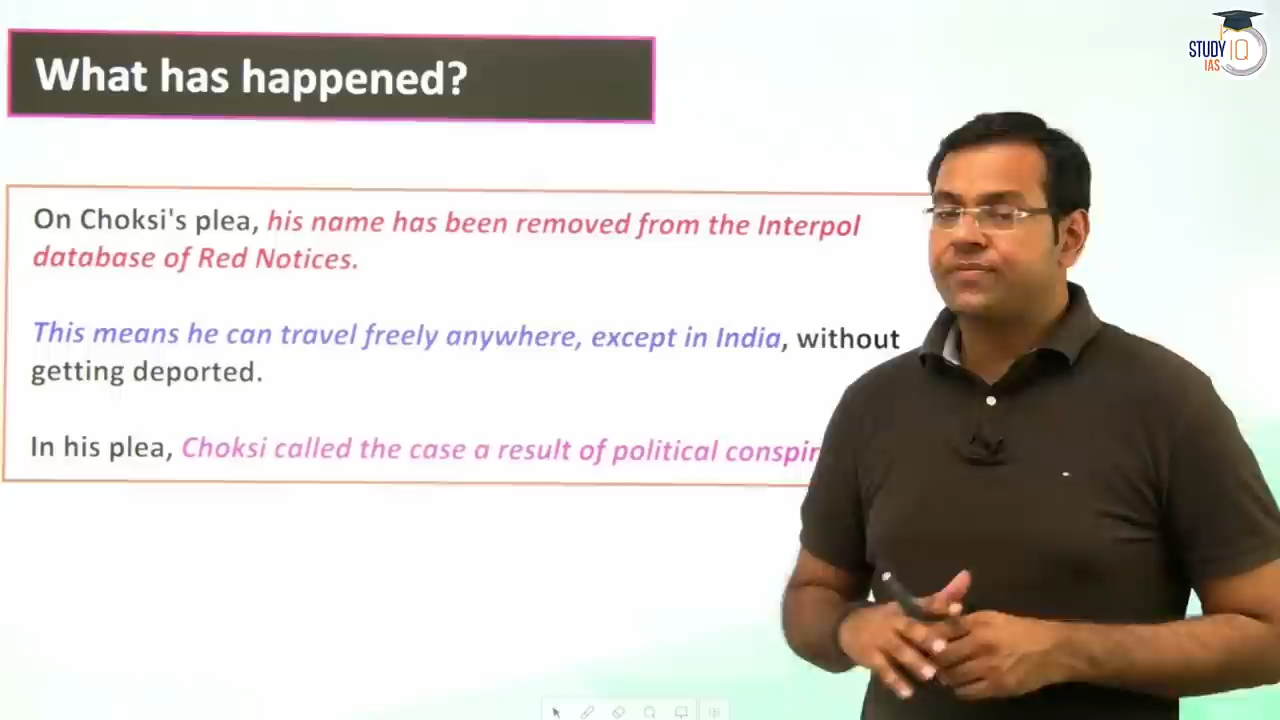 STUDY IQ
IAS
What has happened?
On Choksi's plea, his name has been removed from the Interpol
database of Red Notices.
This means he can travel freely anywhere, except in India, without
getting deported.
In his plea, Choksi called the case a result of political conspir